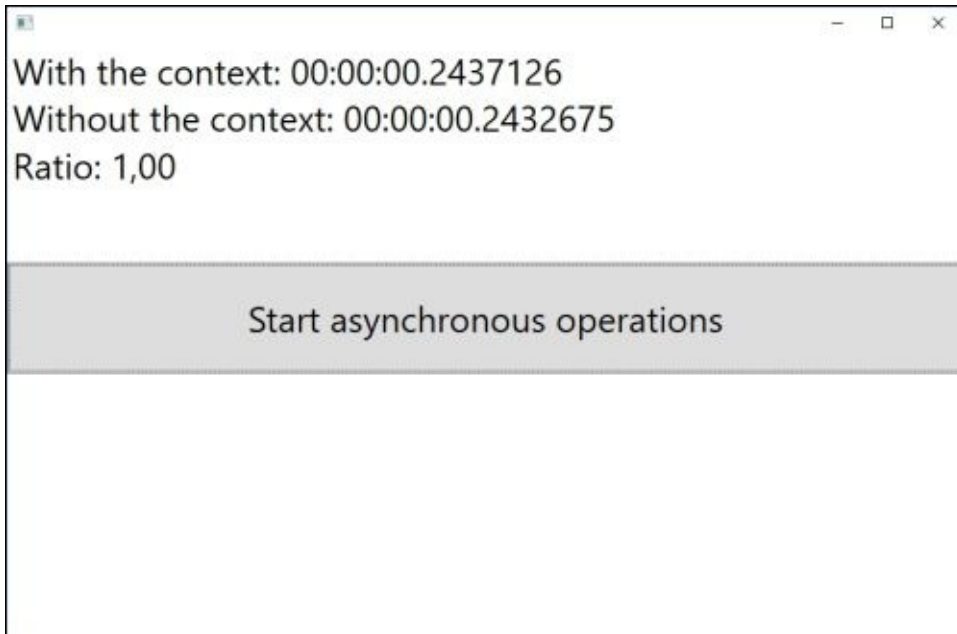 With the context: 00:00:00.2437126
Without the context: 00:00:00.2432675
Ratio: 1,00
Start asynchronous operations